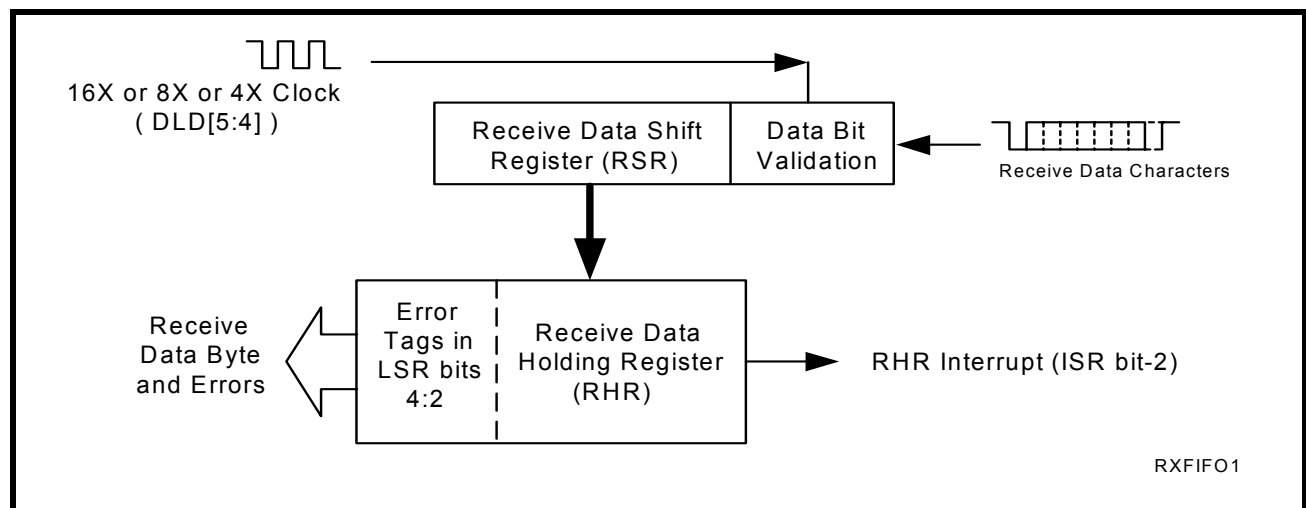 16X or 8X or 4X Clock
( DLD[5:4] )
Receive Data Shift
Register (RSR)
Data Bit
Validation
Receive Data Characters
Receive
Data Byte
and Errors
Error
Tags in
LSR bits
4:2
Receive Data
Holding Register
(RHR)
RHR Interrupt (ISR bit-2)
RXFIFO1